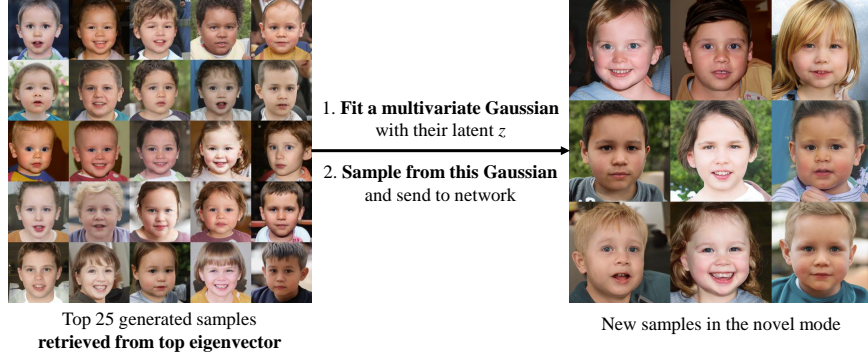 1. Fit a multivariate Gaussian
with their latent z
2. Sample from this Gaussian
and send to network
Top 25 generated samples
retrieved from top eigenvector
New samples in the novel mode